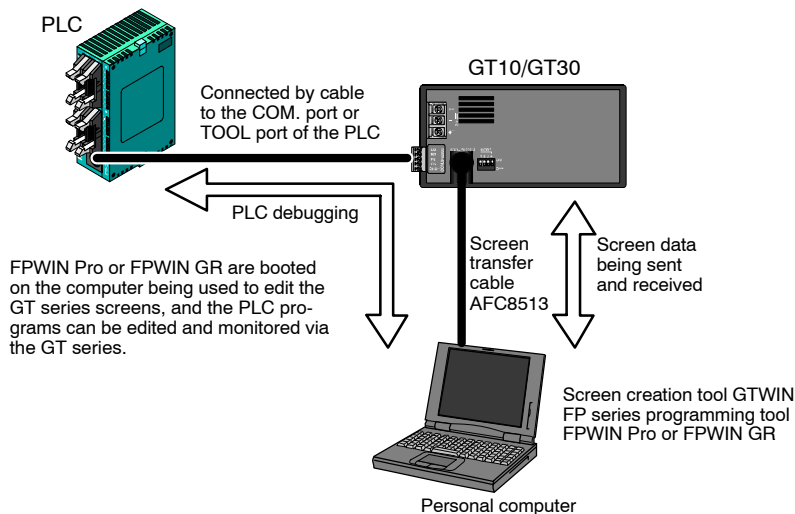 PLC
GT10/GT30
Connected by cable
to the COM. port or
TOOL port of the PLC
PLC debugging
Screen
transfer
cable
AFC8513
Screen data
being sent
and received
FPWIN Pro or FPWIN GR are booted
on the computer being used to edit the
GT series screens, and the PLC pro-
grams can be edited and monitored via
the GT series.
Screen creation tool GTWIN
FP series programming tool
FPWIN Pro or FPWIN GR
Personal computer